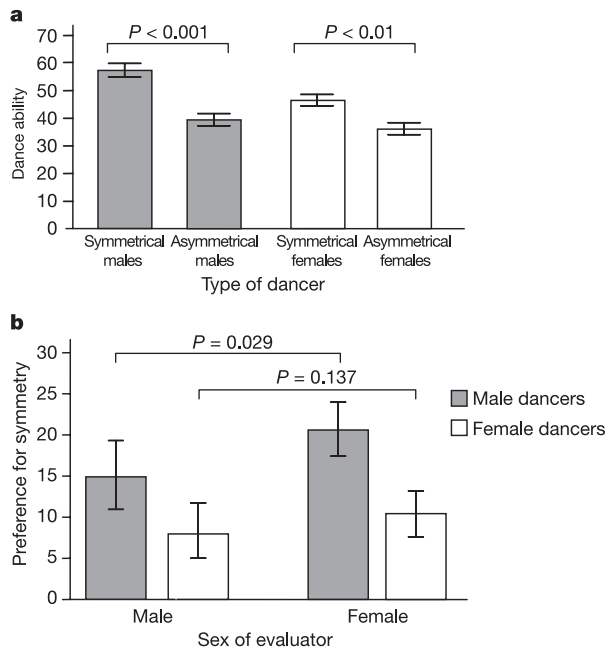 a
P < 0.001
P < 0.01
70
60
50
40
30
20
10
0
Dance ability
Symmetrical males
Asymmetrical males
Symmetrical females
Asymmetrical females
Type of dancer
b
P = 0.029
P = 0.137
30
25
20
15
10
5
0
Preference for symmetry
Male dancers
Female dancers
Male
Female
Sex of evaluator